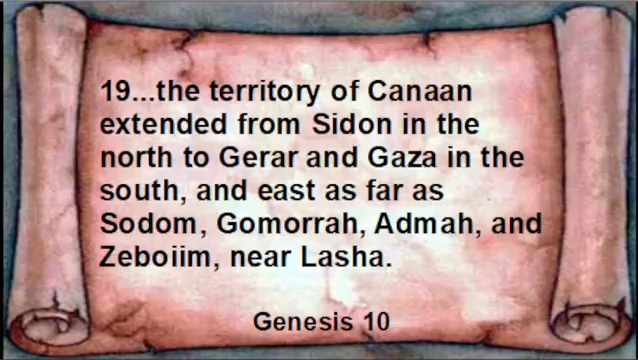 19...the territory of Canaan
extended from Sidon in the
north to Gerar and Gaza in the
south, and east as far as
Sodom, Gomorrah, Admah, and
Zeboiim, near Lasha.
Genesis 10